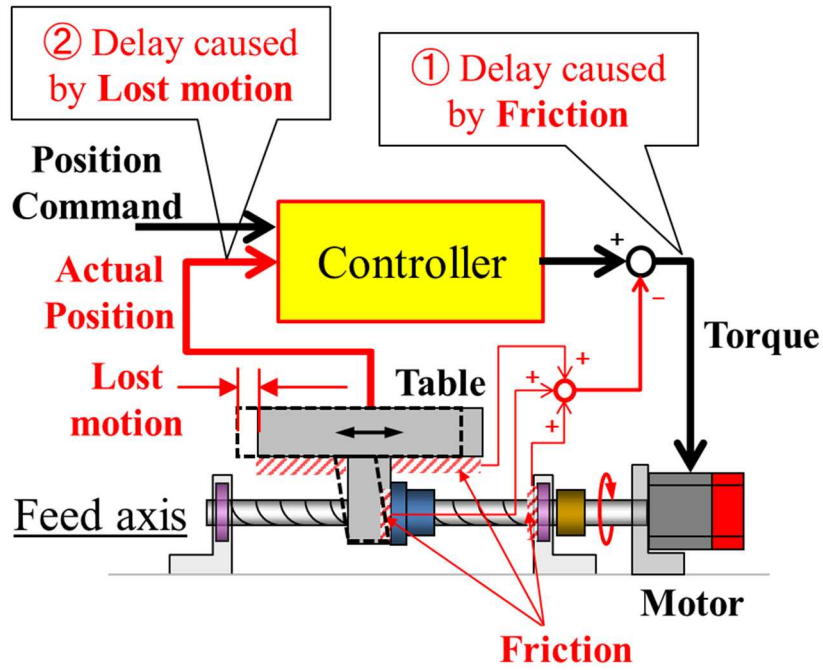 ② Delay caused
by Lost motion
① Delay caused
by Friction
Position
Command
Controller
+
−
Actual
Position
Torque
Lost
motion
Table
+
+
+
Feed axis
Motor
Friction